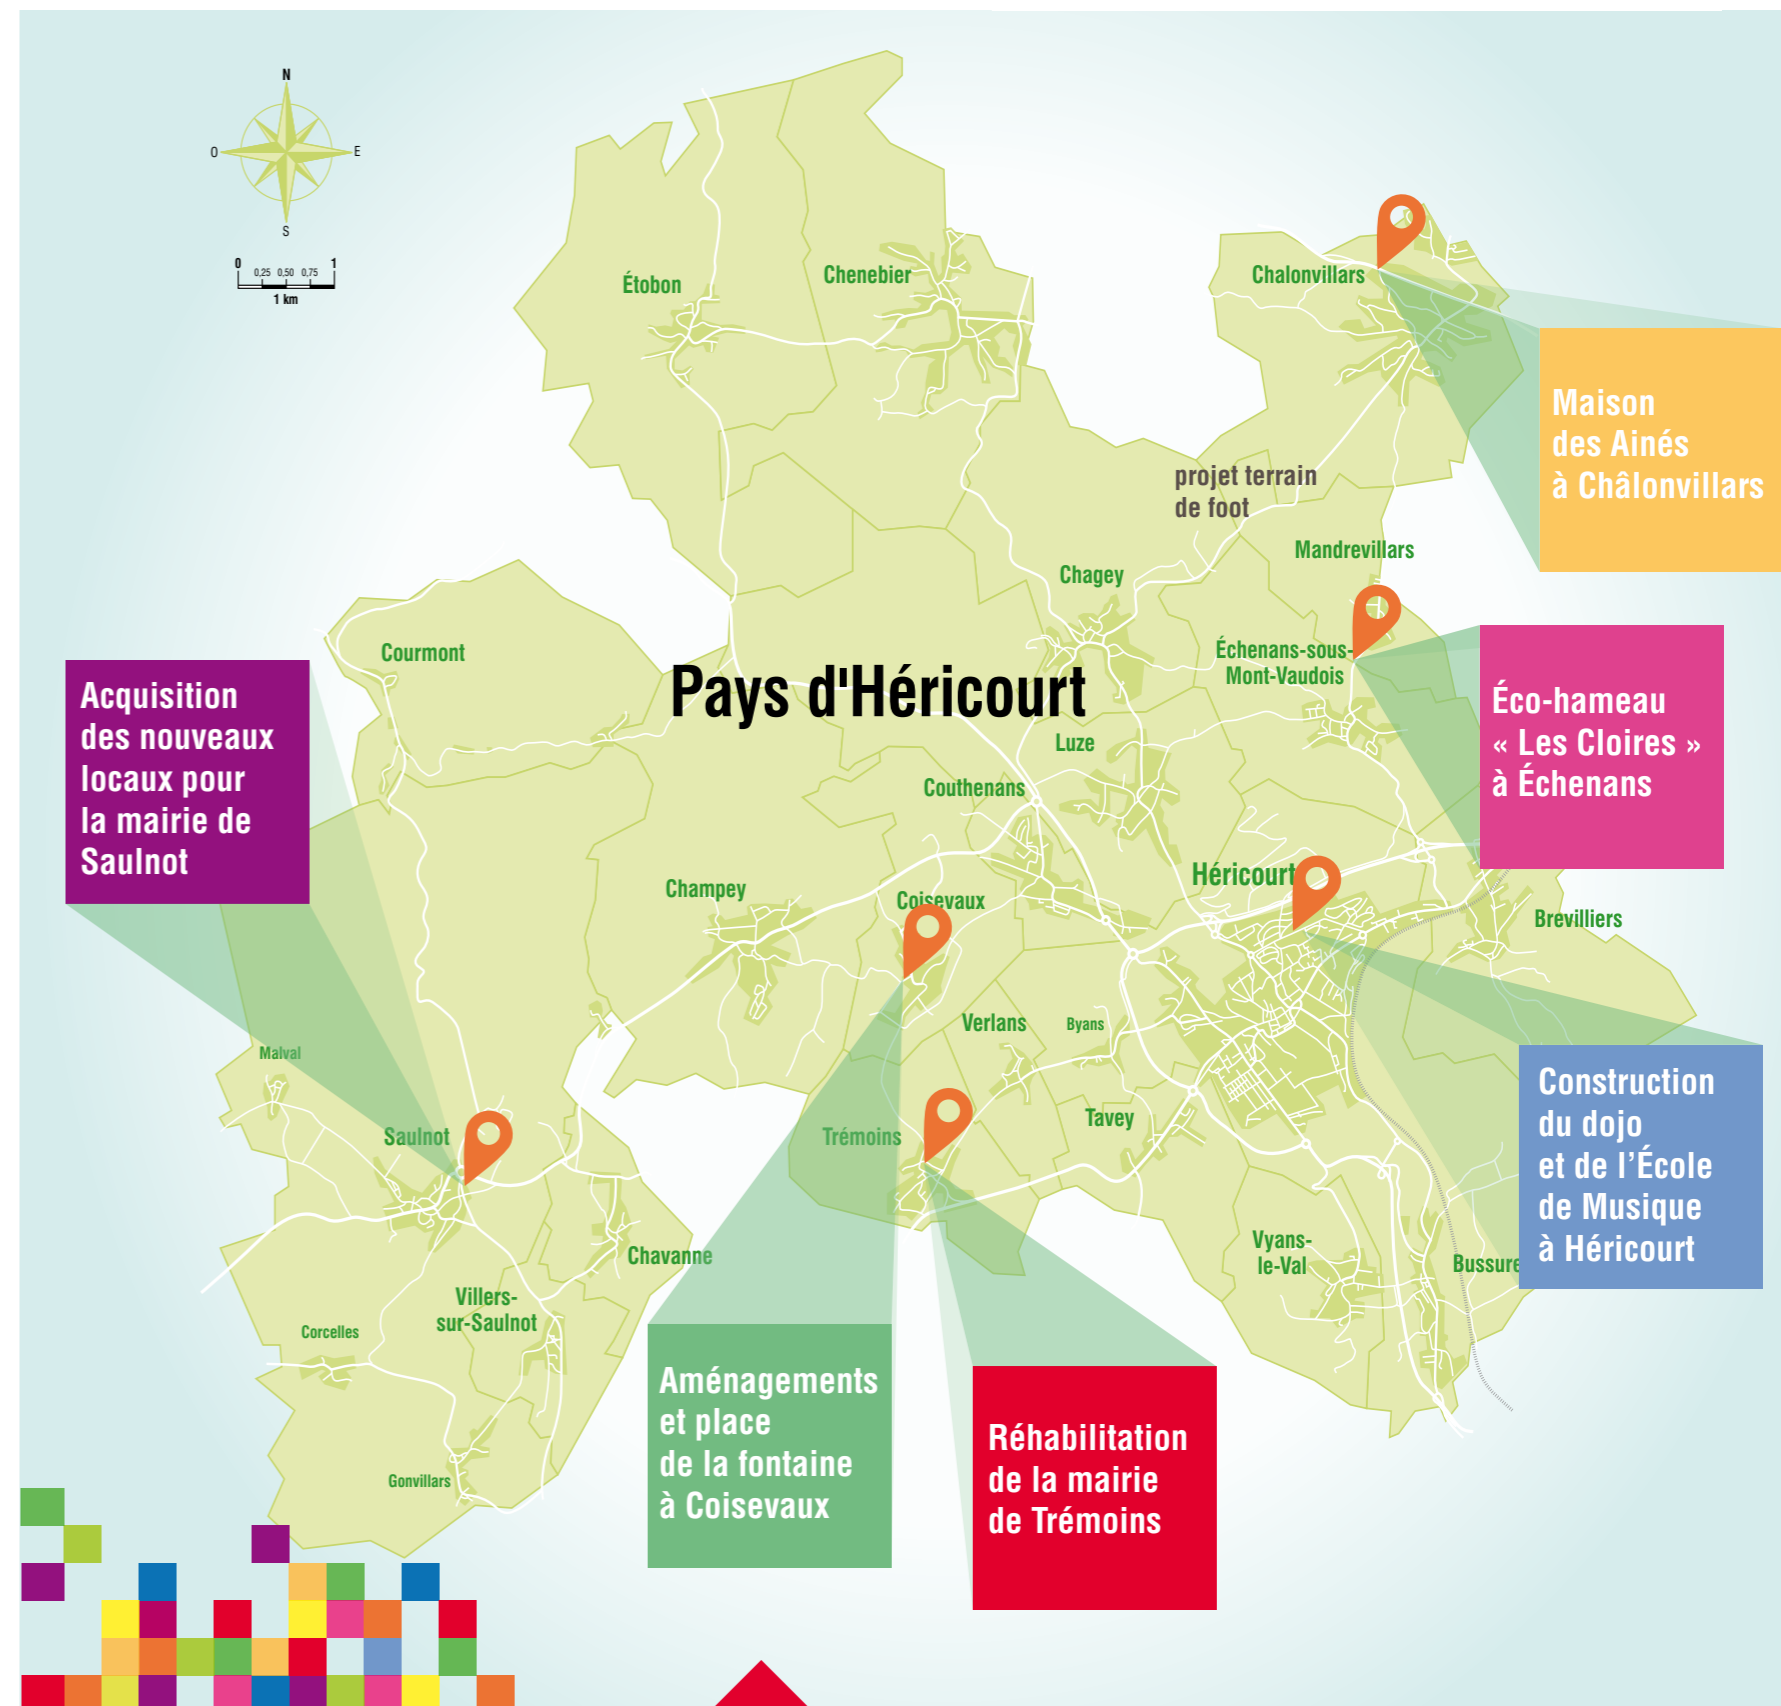 N
O
E
S
0
0,25
0,50
0,75
1
1 km
Étobon
Chenebier
Chalonvillars
Maison
des Ainés
à Châlonvillars
projet terrain
de foot
Mandrevillars
Chagey
Courmont
Échenans-sous-
Mont-Vaudois
Pays d'Héricourt
Acquisition
des nouveaux
locaux pour
la mairie de
Saulnot
Éco-hameau
« Les Cloires »
à Échenans
Luze
Couthenans
Héricourt
Champey
Coisevaux
Brevilliers
Verlans
Byans
Malval
Saulnot
Trémoins
Tavey
Construction
du dojo
et de l’École
de Musique
à Héricourt
Chavanne
Vyans-
le-Val
Bussure
Villers-
sur-Saulnot
Corcelles
Aménagements
et place
de la fontaine
à Coisevaux
Réhabilitation
de la mairie
de Trémoins
Gonvillars